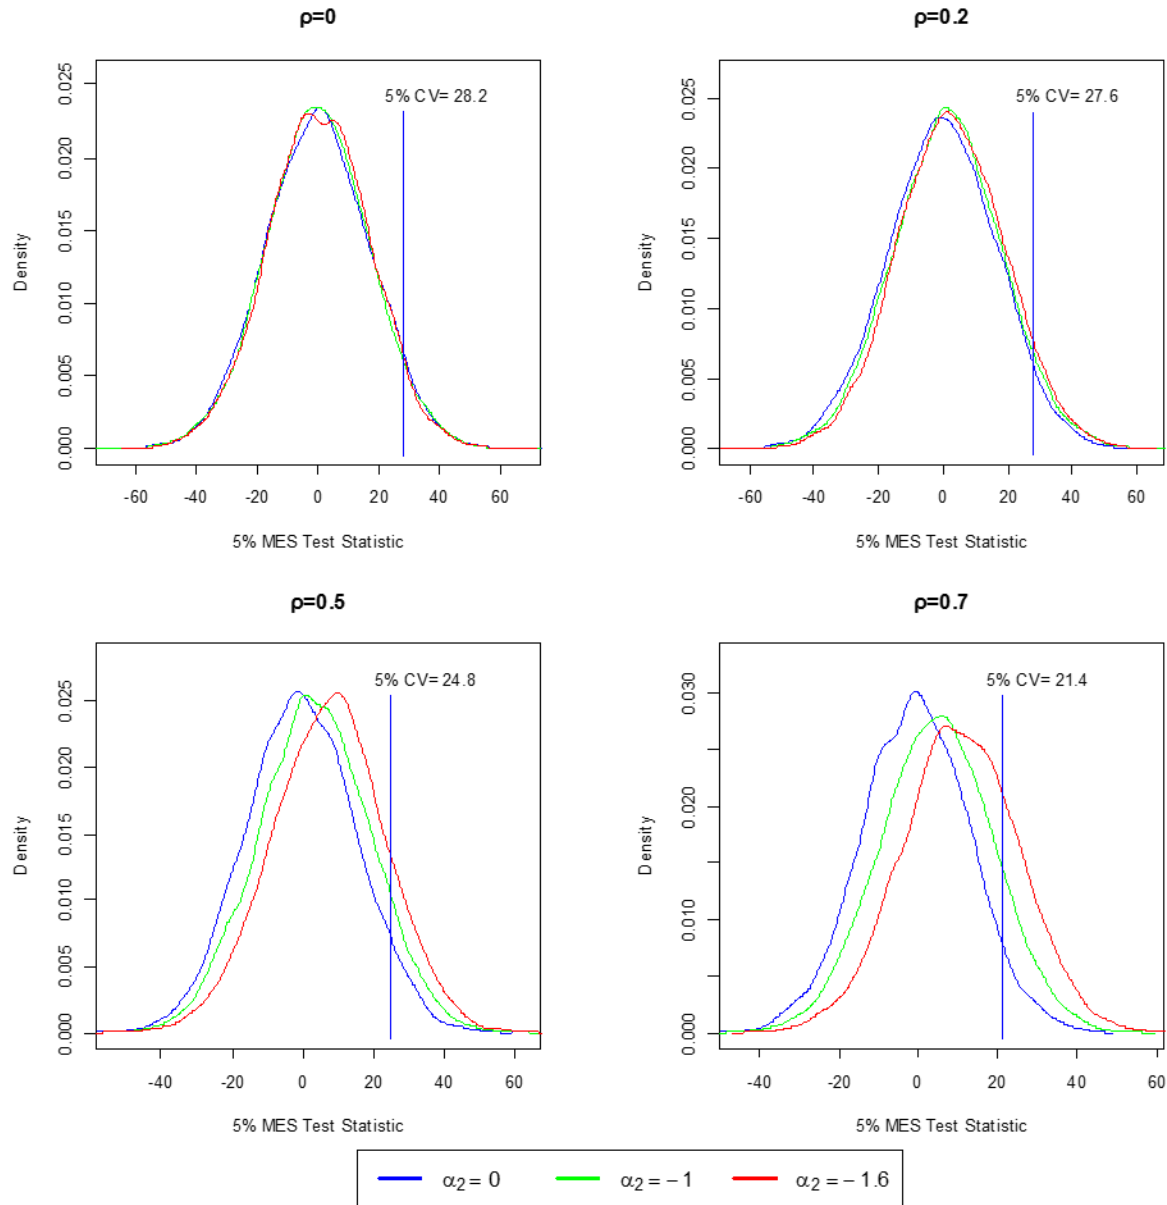 ρ=0
5% CV= 28.2
Density
0.000 0.005 0.010 0.015 0.020 0.025
-60 -40 -20 0 20 40 60
5% MES Test Statistic
ρ=0.2
5% CV= 27.6
Density
0.000 0.005 0.010 0.015 0.020 0.025
-60 -40 -20 0 20 40 60
5% MES Test Statistic
ρ=0.5
5% CV= 24.8
Density
0.000 0.005 0.010 0.015 0.020 0.025
-40 -20 0 20 40 60
5% MES Test Statistic
ρ=0.7
5% CV= 21.4
Density
0.000 0.010 0.020 0.030
-40 -20 0 20 40 60
5% MES Test Statistic
α₂ = 0 α₂ = −1 α₂ = −1.6